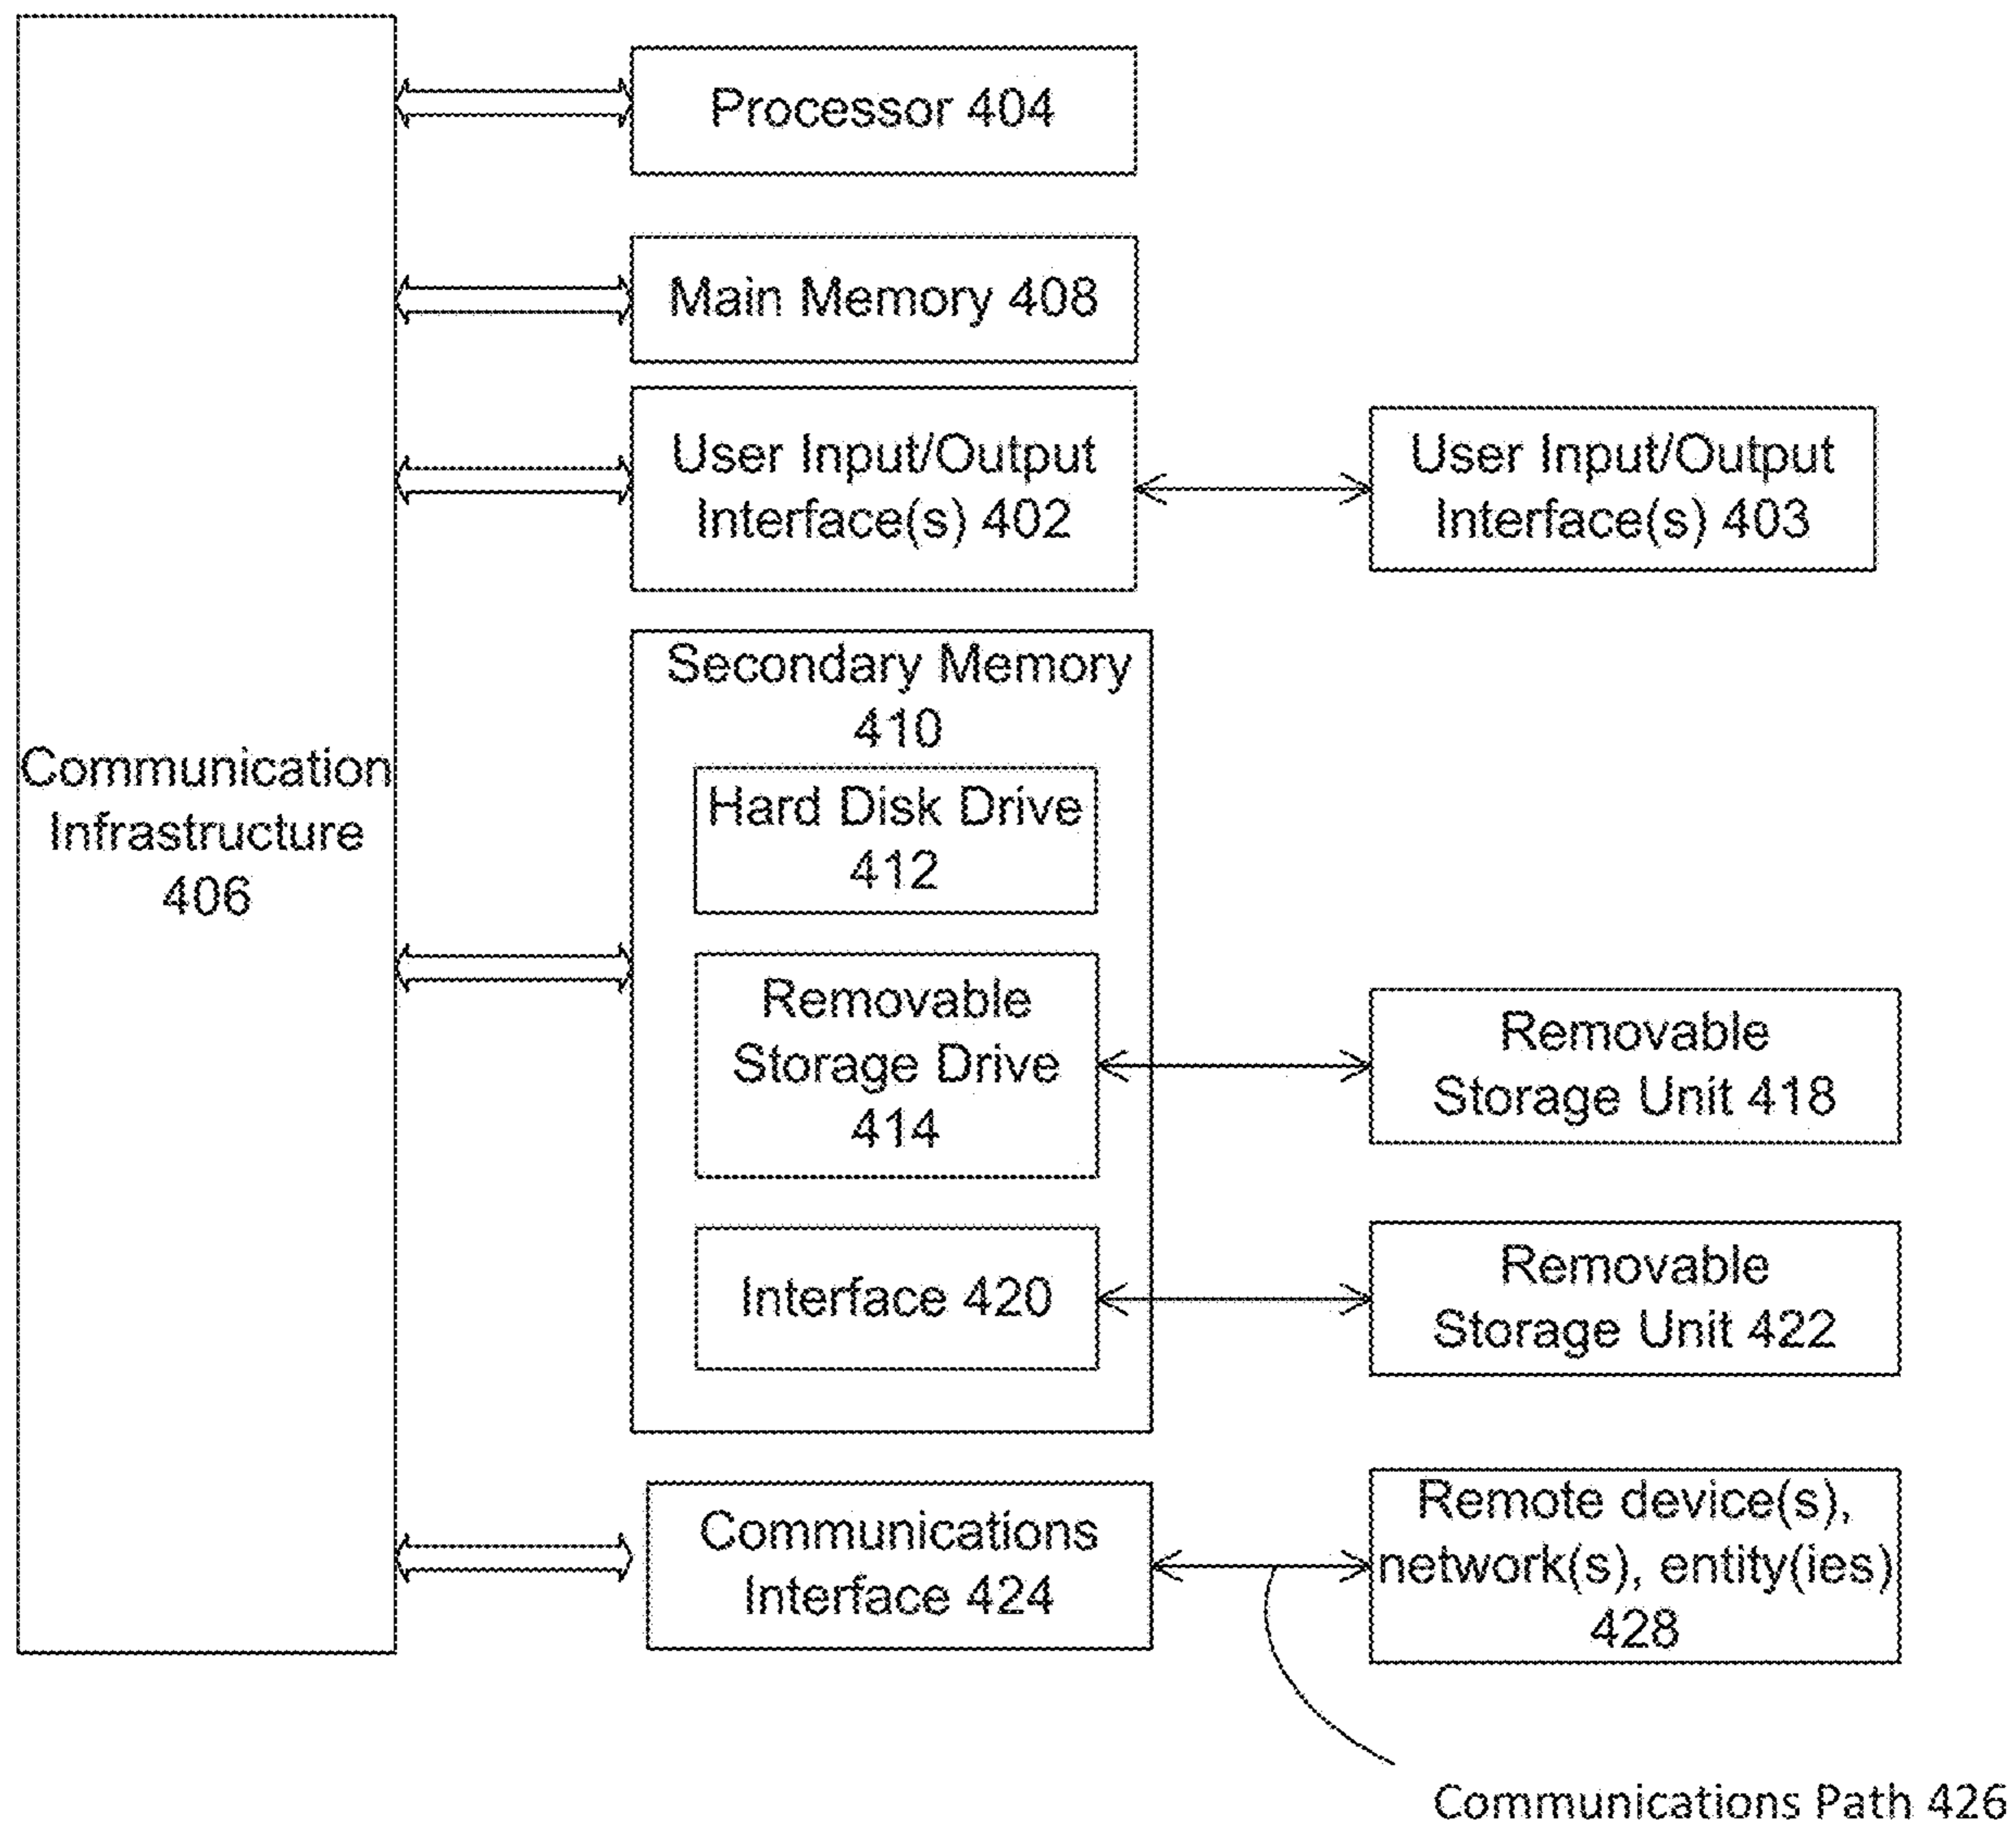 Processor 404
Main Memory 408
User Input/Output
Interface(s) 402
User Input/Output
Interface(s) 403
Secondary Memory
410
Hard Disk Drive
412
Communication
Infrastructure
406
Removable
Storage Drive
414
Removable
Storage Unit 418
Interface 420
Removable
Storage Unit 422
Communications
Interface 424
Remote device(s),
network(s), entity(ies)
428
Communications Path 426